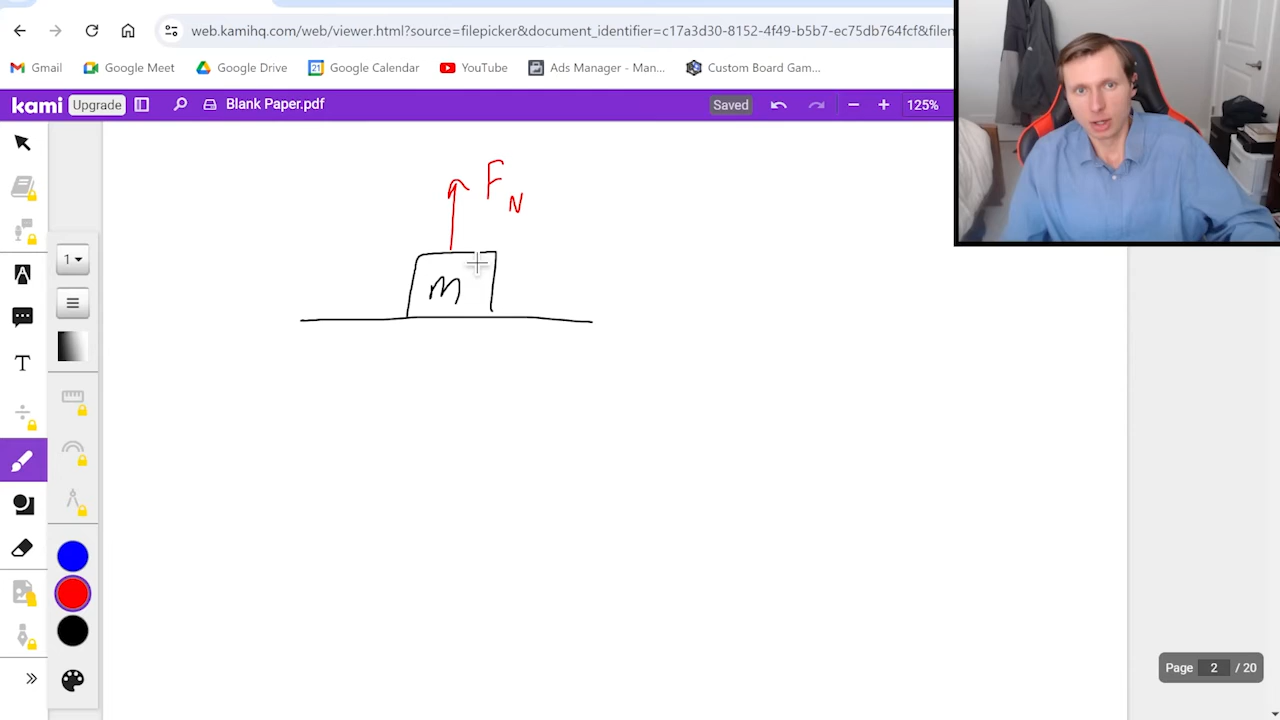 web.kamihq.com/web/viewer.html?source=filepicker&document_identifier=c17a3d30-8152-4f49-b5b7-ec75db764fcf&filen
Gmail
Google Meet
Google Drive
21 Google Calendar
YouTube
Ads Manager - Man...
Custom Board Gam...
kami
Upgrade
Blank Paper.pdf
Saved
125%
F
N
m
1
A
T
Page 2 / 20